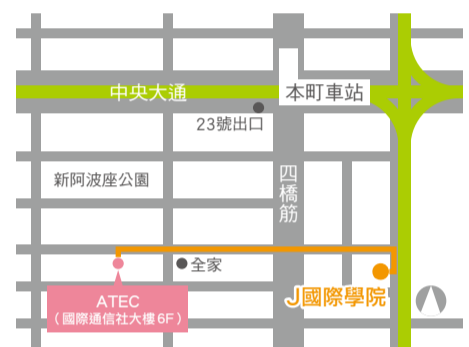 中央大通
本町車站
23號出口
新阿波座公園
四橋筋
全家
J國際學院
ATEC
（國際通信社大樓6F）